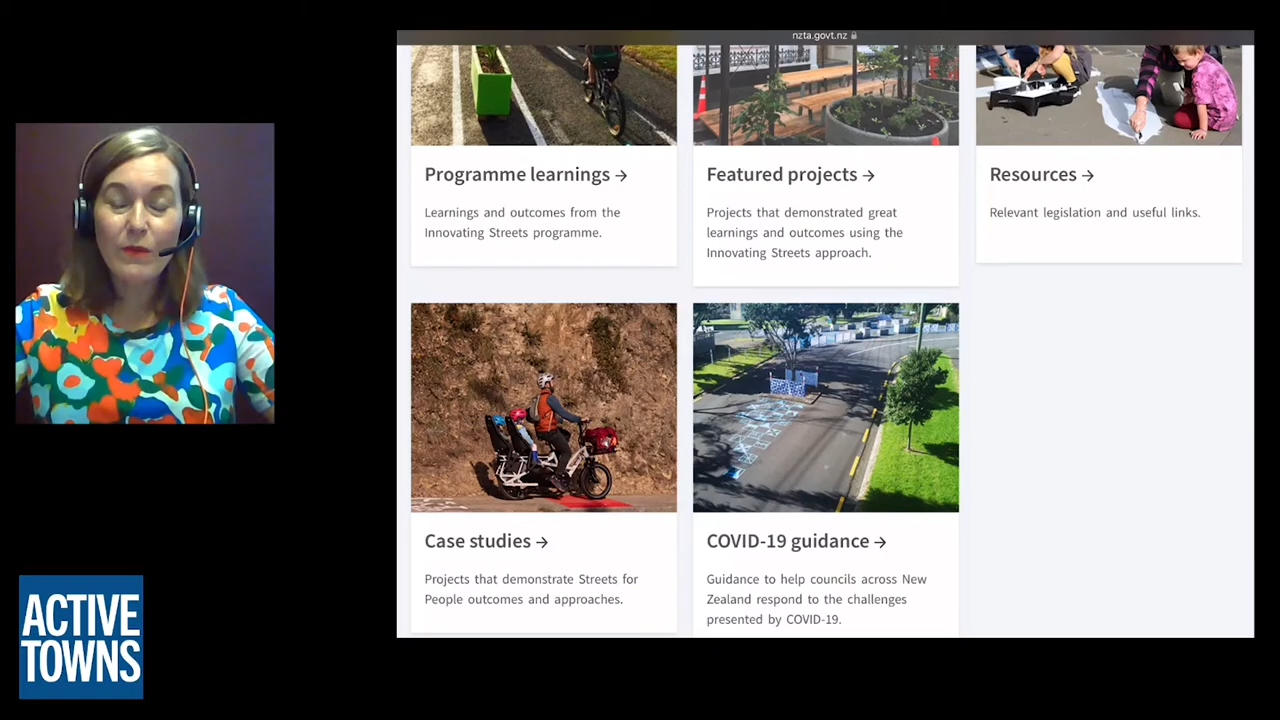 nzta.govt.nz
Programme learnings →
Learnings and outcomes from the
Innovating Streets programme.
Featured projects →
Projects that demonstrated great
learnings and outcomes using the
Innovating Streets approach.
Resources →
Relevant legislation and useful links.
Case studies →
Projects that demonstrate Streets for
People outcomes and approaches.
COVID-19 guidance →
Guidance to help councils across New
Zealand respond to the challenges
presented by COVID-19.
ACTIVE
TOWNS